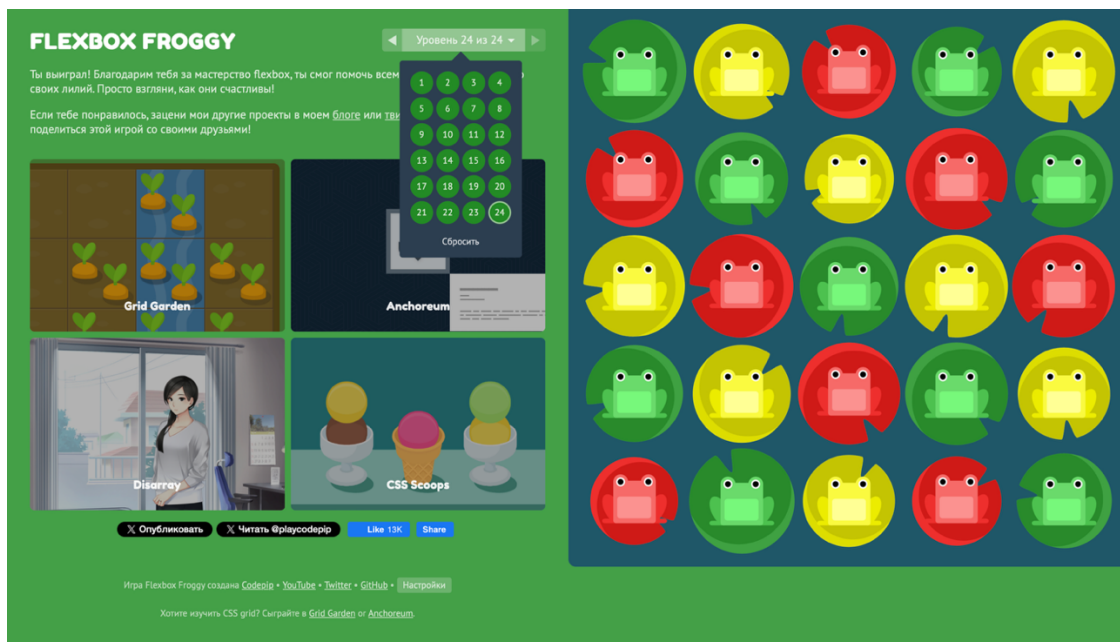 FLEXBOX FROGGY
Уровень 24 из 24
Ты выиграл! Благодарим тебя за мастерство flexbox, ты смог помочь всем
своих лилий. Просто взгляни, как они счастливы!
Если тебе понравилось, зацени мои другие проекты в моем блоге или
поделиться этой игрой со своими друзьями!
1 2 3 4
5 6 7 8
9 10 11 12
13 14 15 16
17 18 19 20
21 22 23 24
Сбросить
Grid Garden
Anchoreum
Disarray
CSS Scoops
Опубликовать
Читать @playcodepip
Like 13K
Share
Игра Flexbox Froggy создана Codepip • YouTube • Twitter • GitHub • Настройки
Хотите изучить CSS grid? Сыграйте в Grid Garden or Anchoreum.